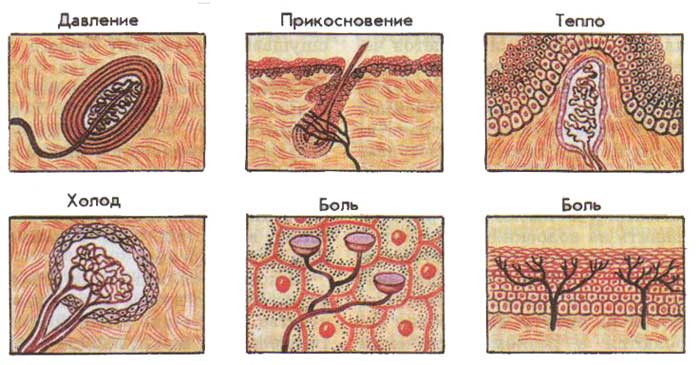 Давление
Прикосновение
Тепло
Холод
Боль
Боль